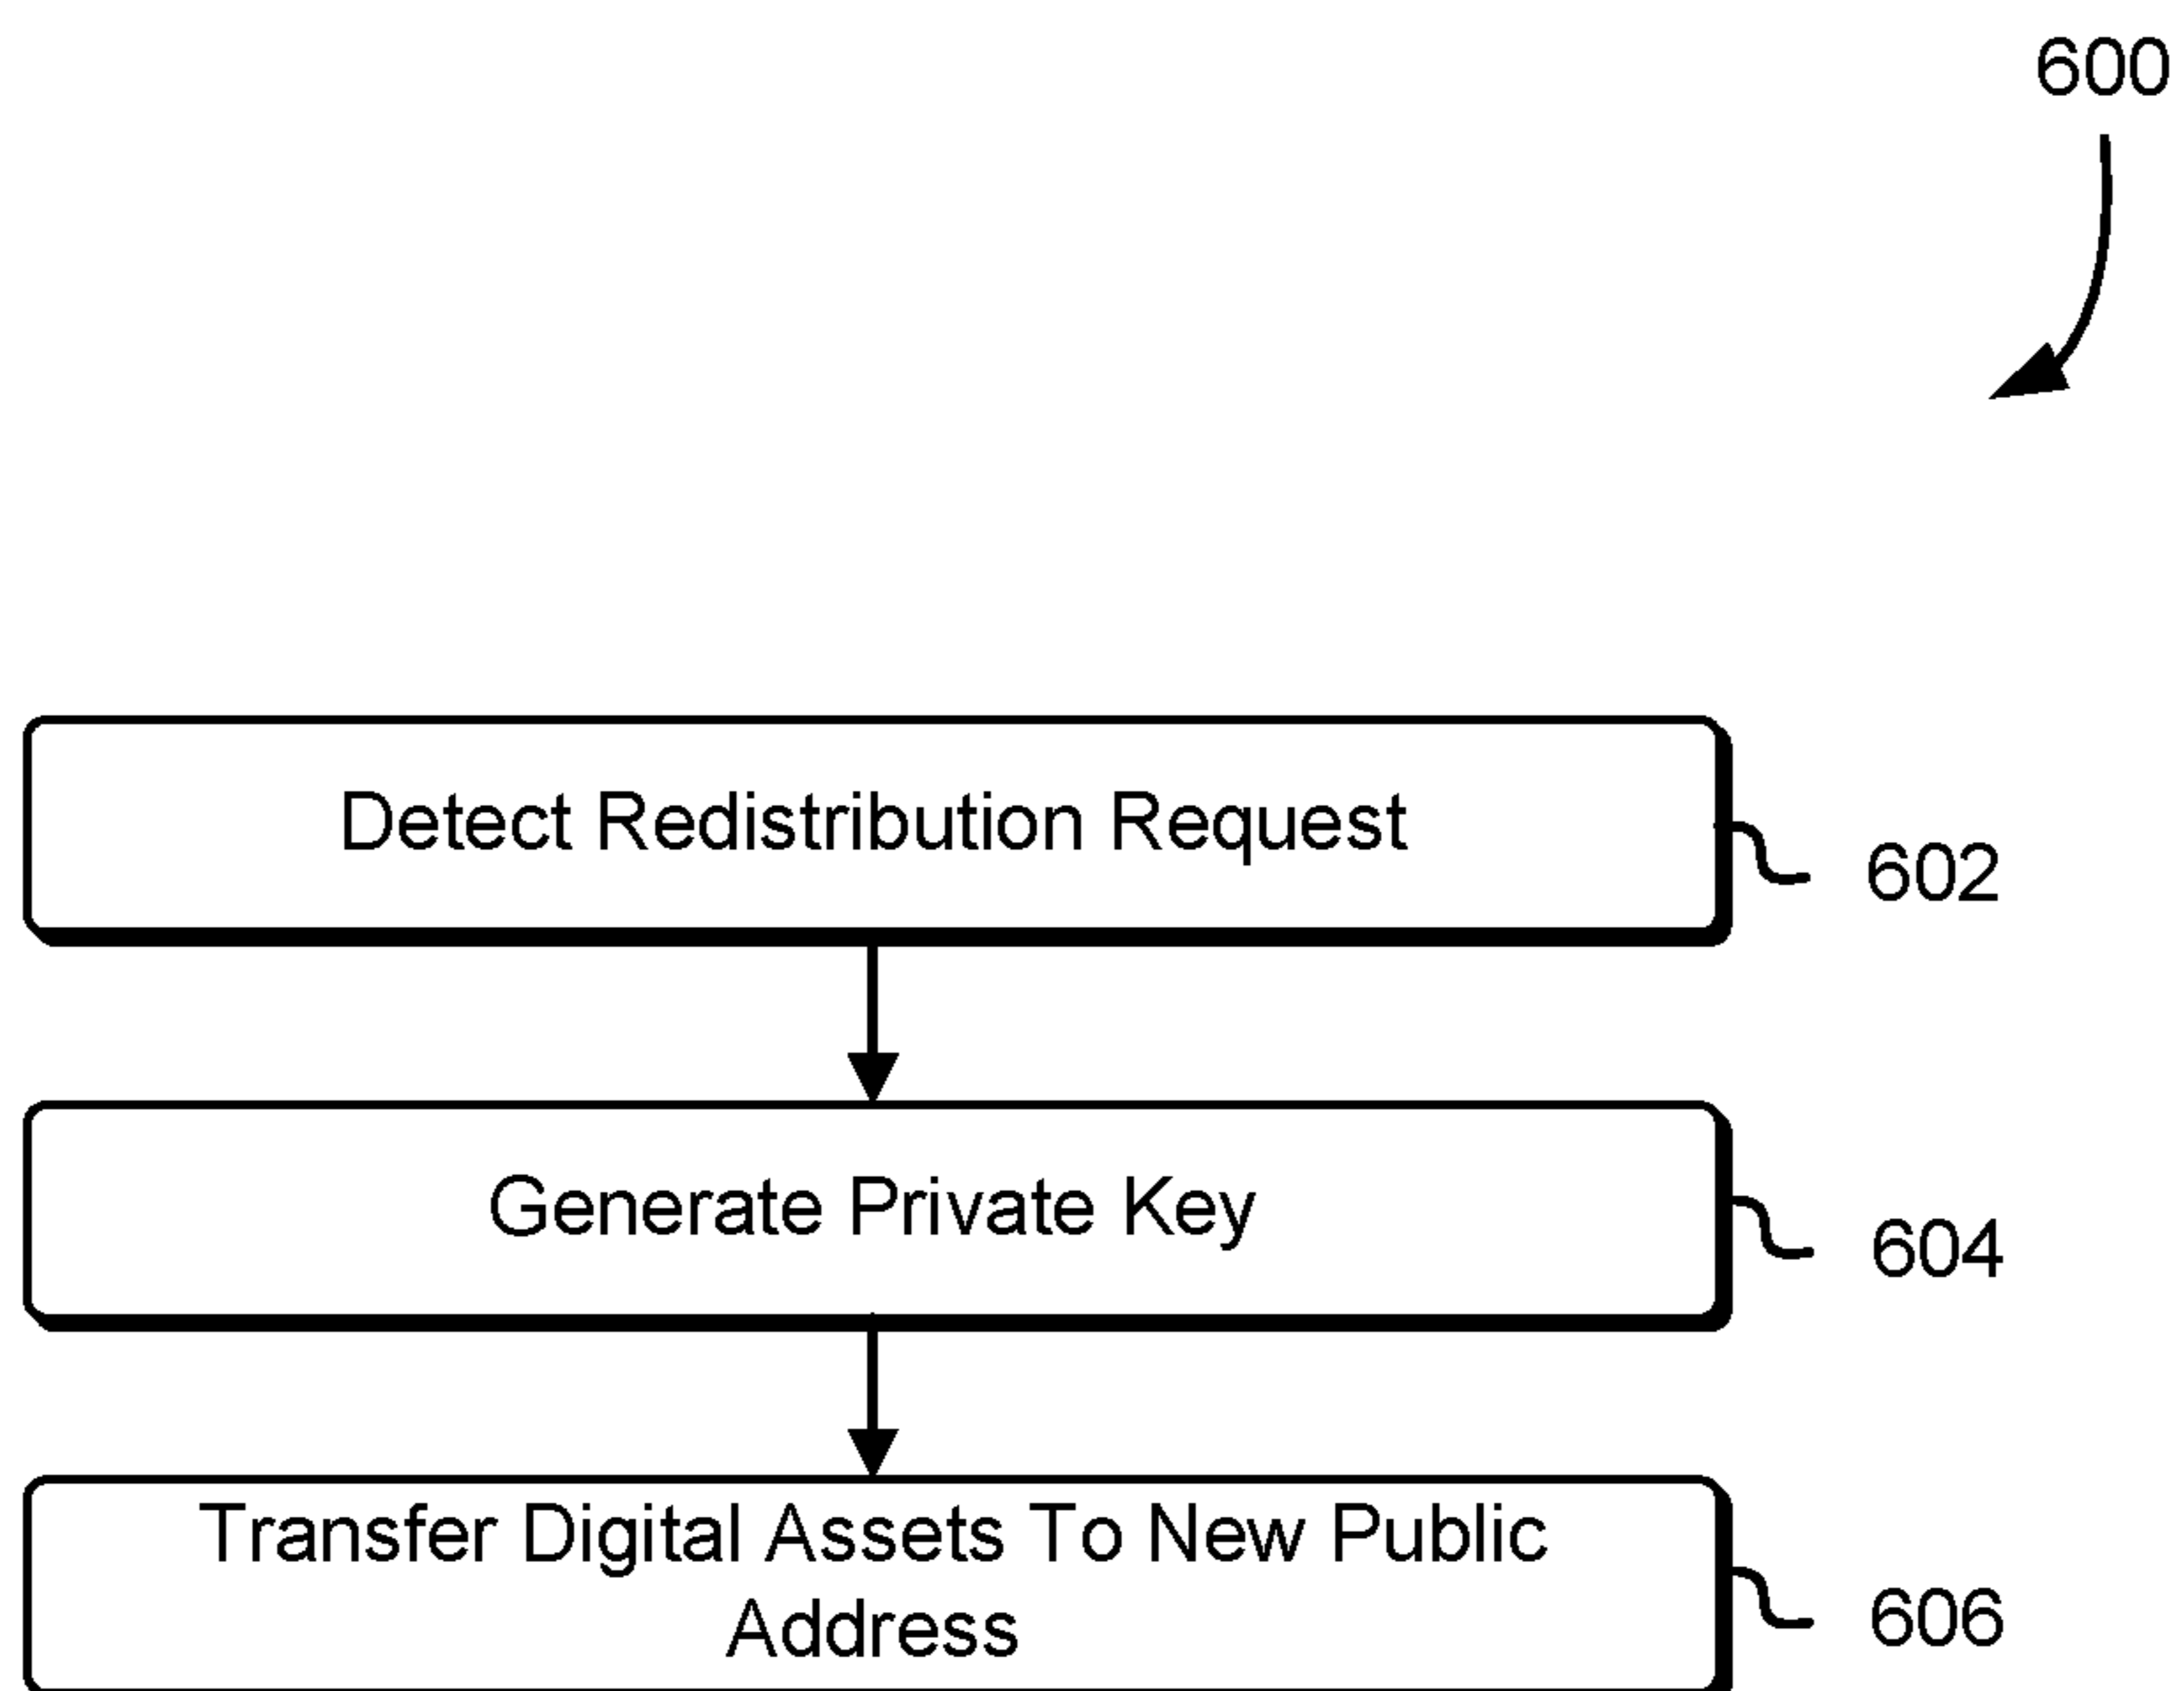 600
Detect Redistribution Request
602
Generate Private Key
604
Transfer Digital Assets To New Public
Address
606